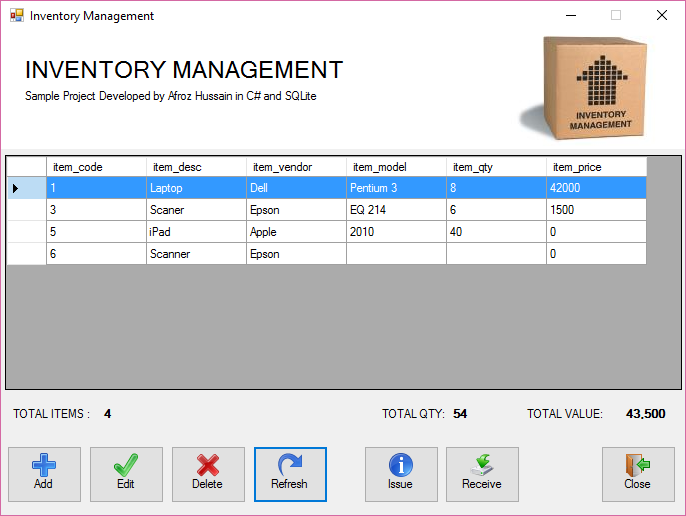 Inventory Management
INVENTORY MANAGEMENT
Sample Project Developed by Afroz Hussain in C# and SQLite
INVENTORY
MANAGEMENT
item_code item_desc item_vendor item_model item_qty item_price
1 Laptop Dell Pentium 3 8 42000
3 Scaner Epson EQ 214 6 1500
5 iPad Apple 2010 40 0
6 Scanner Epson 0
TOTAL ITEMS : 4 TOTAL QTY: 54 TOTAL VALUE: 43,500
Add Edit Delete Refresh Issue Receive Close